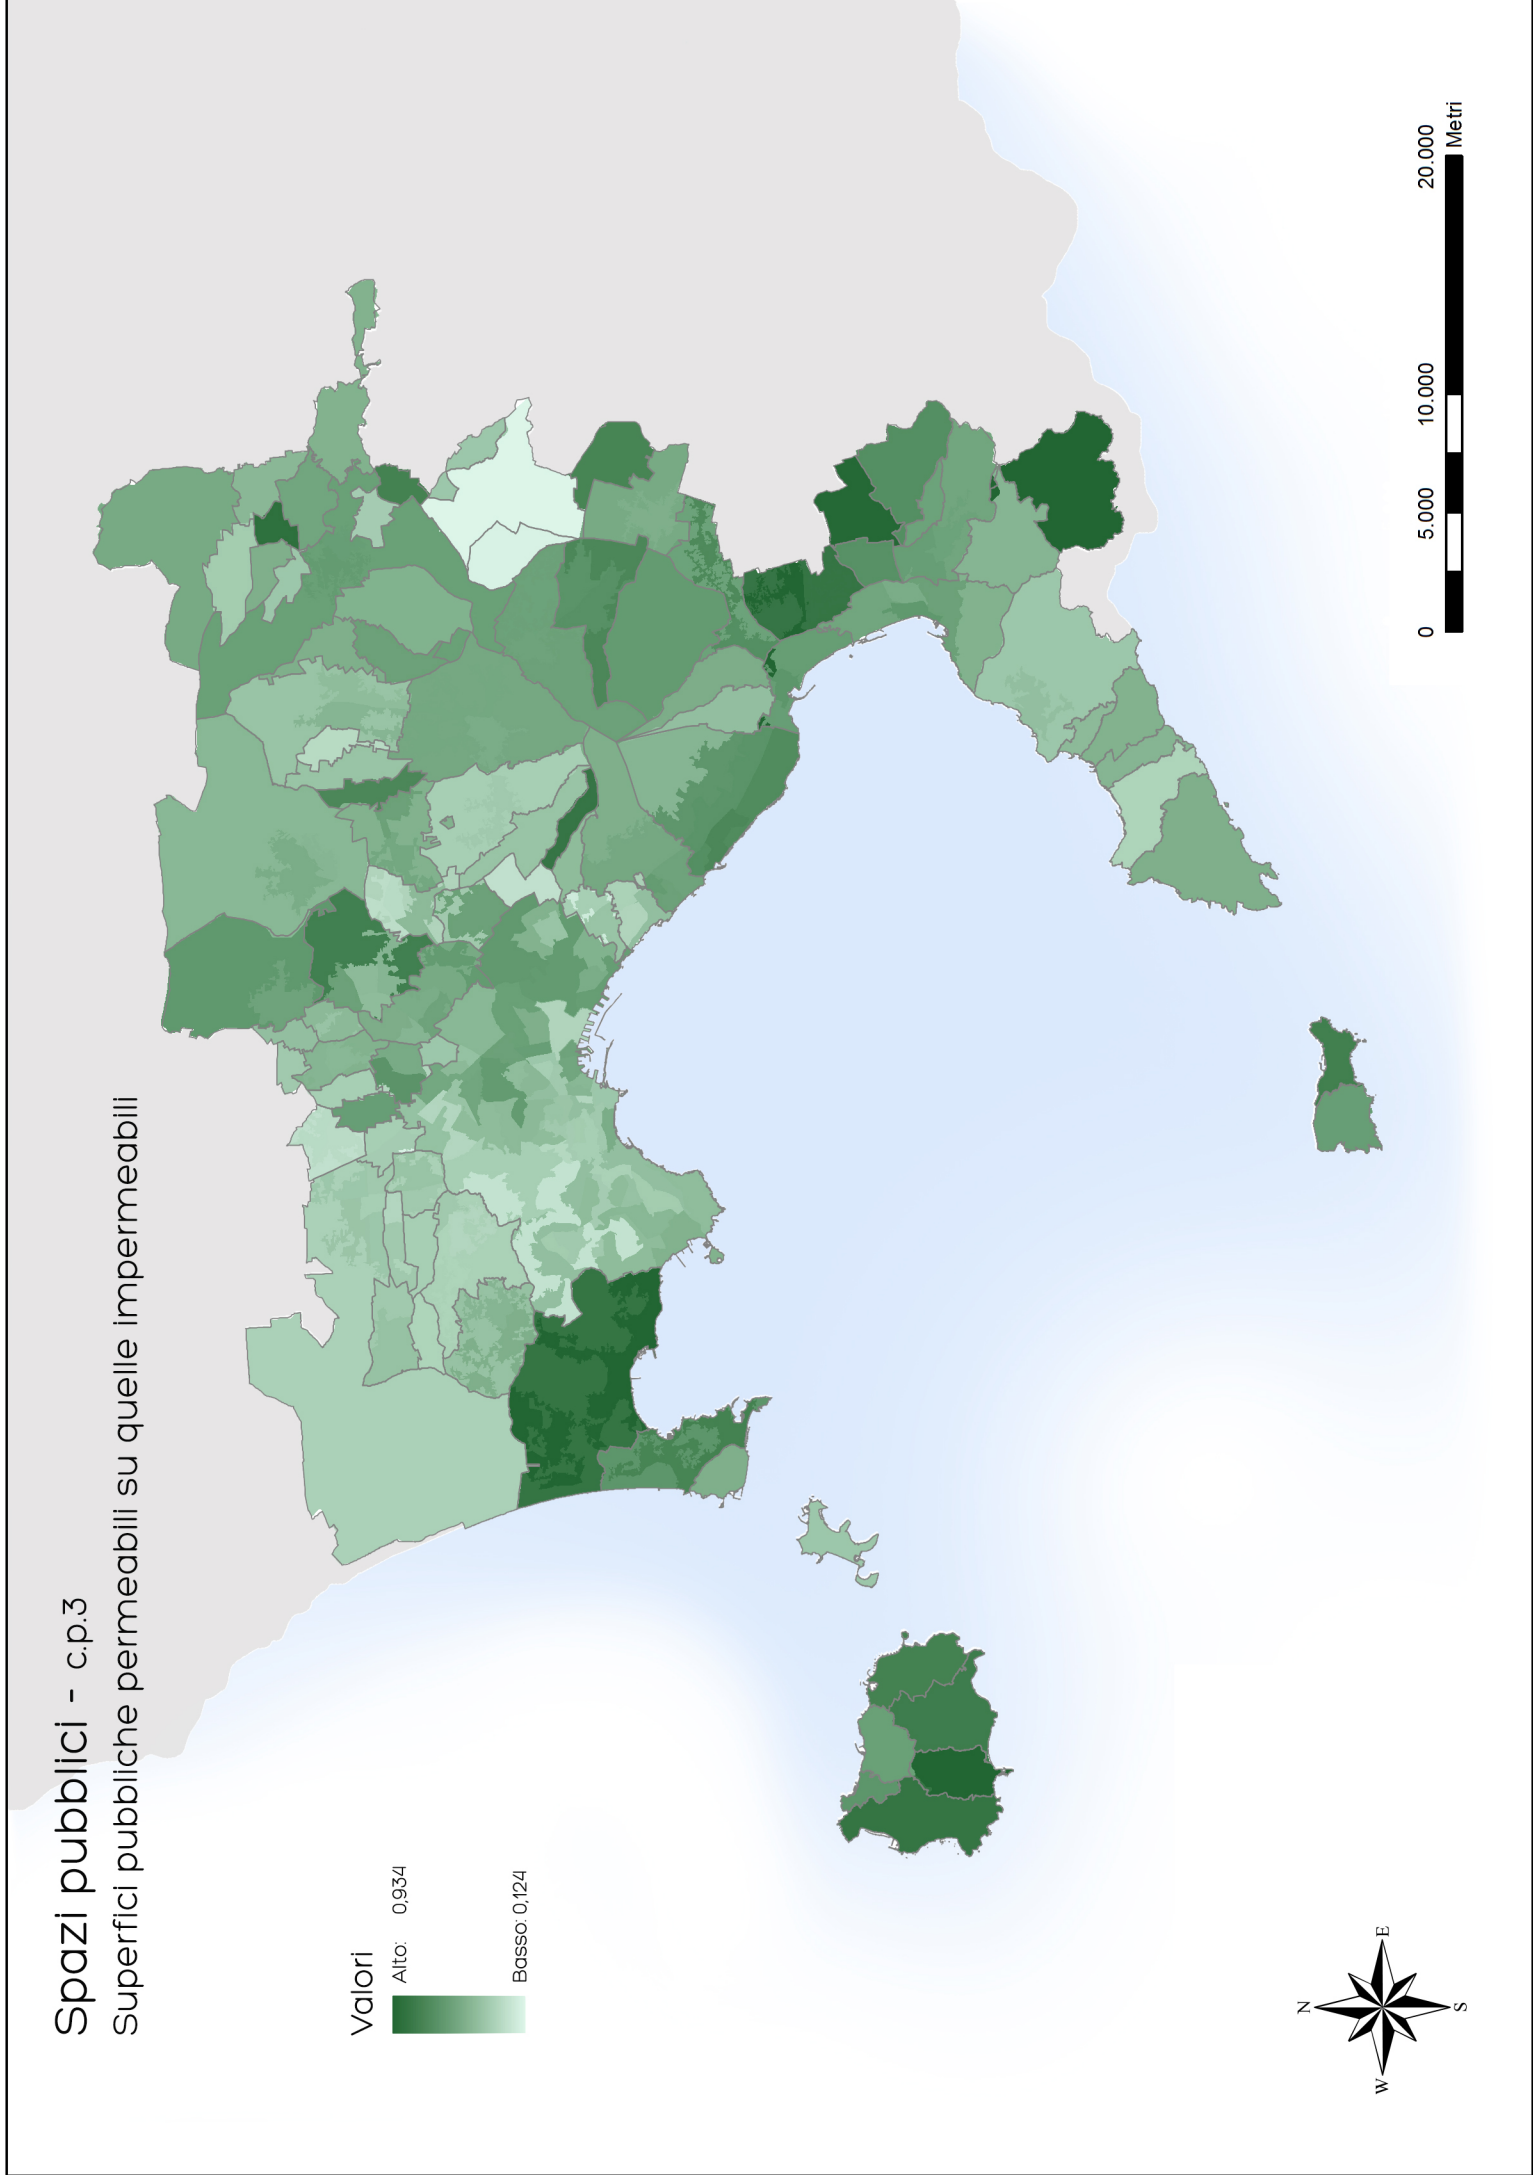 Spazi pubblici - c.p.3
Superfici pubbliche permeabili su quelle impermeabili
Valori
Alto: 0,934
Basso: 0,124
N
W E
S
0 5.000 10.000 20.000
Metri